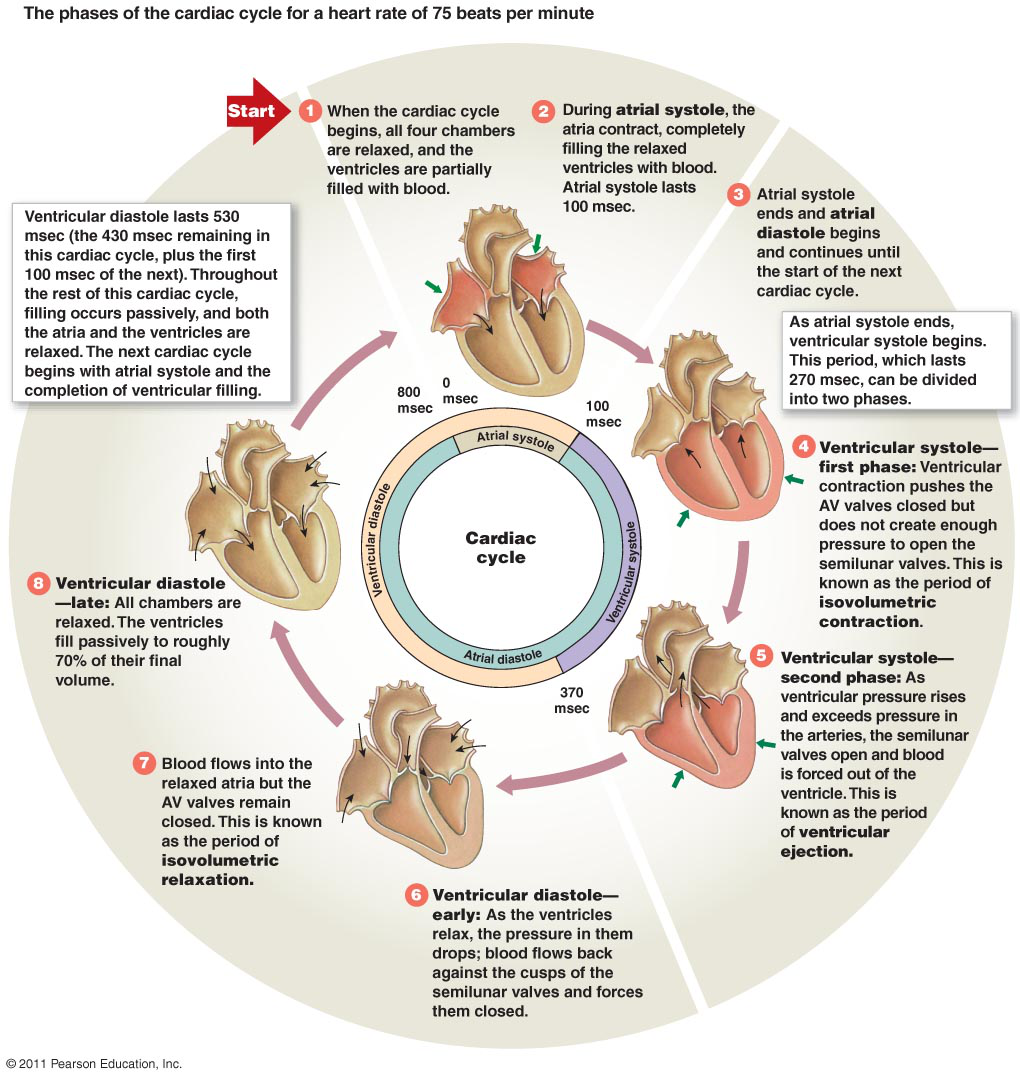 The phases of the cardiac cycle for a heart rate of 75 beats per minute
Start
1 When the cardiac cycle
begins, all four chambers
are relaxed, and the
ventricles are partially
filled with blood.
2 During atrial systole, the
atria contract, completely
filling the relaxed
ventricles with blood.
Atrial systole lasts
100 msec.
3 Atrial systole
ends and atrial
diastole begins
and continues until
the start of the next
cardiac cycle.
As atrial systole ends,
ventricular systole begins.
This period, which lasts
270 msec, can be divided
into two phases.
4 Ventricular systole—
first phase: Ventricular
contraction pushes the
AV valves closed but
does not create enough
pressure to open the
semilunar valves. This is
known as the period of
isovolumetric
contraction.
5 Ventricular systole—
second phase: As
ventricular pressure rises
and exceeds pressure in
the arteries, the semilunar
valves open and blood
is forced out of the
ventricle. This is
known as the period
of ventricular
ejection.
6 Ventricular diastole—
early: As the ventricles
relax, the pressure in them
drops; blood flows back
against the cusps of the
semilunar valves and forces
them closed.
7 Blood flows into the
relaxed atria but the
AV valves remain
closed. This is known
as the period of
isovolumetric
relaxation.
8 Ventricular diastole
—late: All chambers are
relaxed. The ventricles
fill passively to roughly
70% of their final
volume.
Ventricular diastole lasts 530
msec (the 430 msec remaining in
this cardiac cycle, plus the first
100 msec of the next). Throughout
the rest of this cardiac cycle,
filling occurs passively, and both
the atria and the ventricles are
relaxed. The next cardiac cycle
begins with atrial systole and the
completion of ventricular filling.
800
msec
0
msec
100
msec
370
msec
Atrial systole
Ventricular systole
Atrial diastole
Ventricular diastole
Cardiac
cycle
© 2011 Pearson Education, Inc.